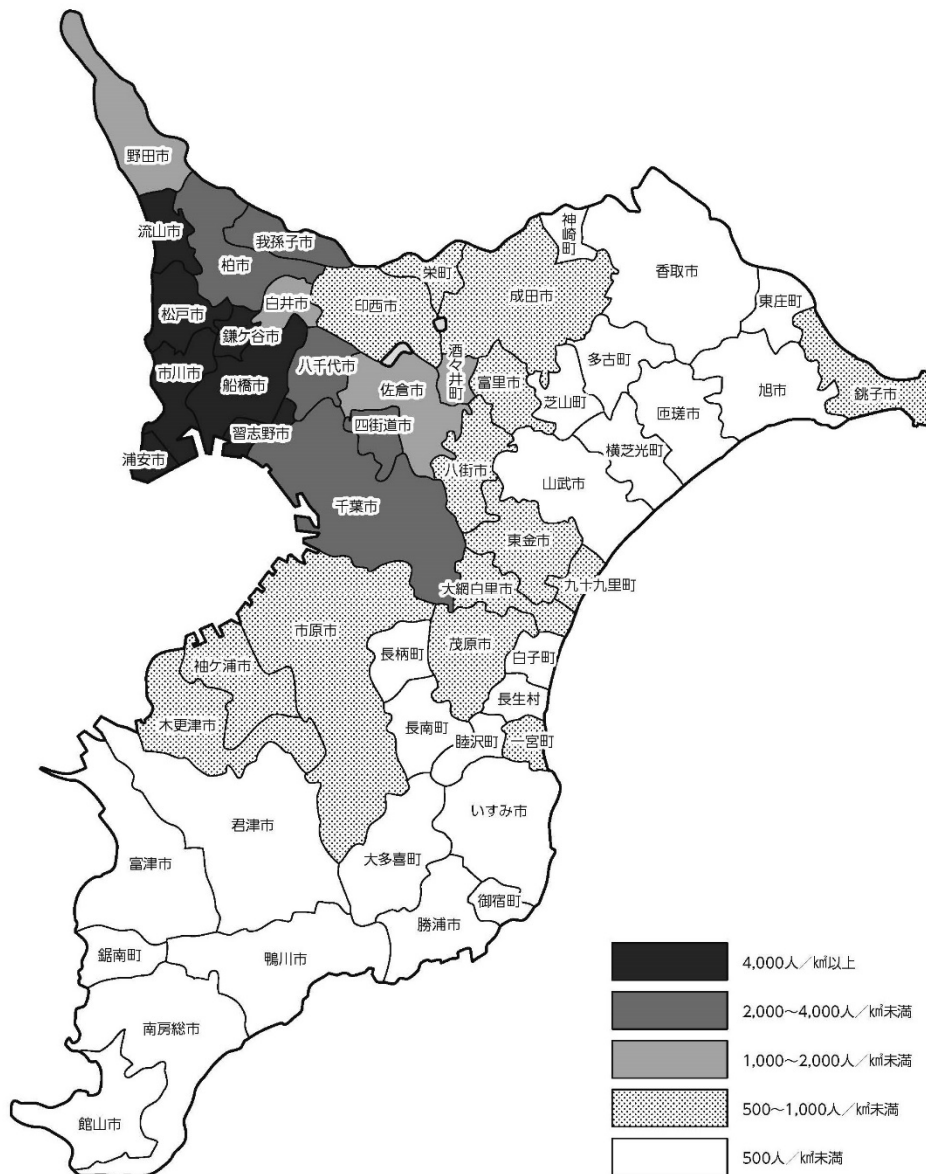 野田市
流山市
我孫子市
柏市
松戸市
鎌ケ谷市
白井市
市川市
船橋市
八千代市
習志野市
浦安市
印西市
栄町
成田市
神崎町
香取市
東庄町
銚子市
旭市
匝瑳市
多古町
芝山町
横芝光町
富里市
酒々井町
佐倉市
四街道市
千葉市
八街市
山武市
東金市
九十九里町
大網白里市
市原市
茂原市
長柄町
白子町
長生村
長南町
睦沢町
一宮町
袖ケ浦市
木更津市
君津市
富津市
いすみ市
大多喜町
御宿町
勝浦市
鴨川市
鋸南町
南房総市
館山市
4,000人/㎢以上
2,000~4,000人/㎢未満
1,000~2,000人/㎢未満
500~1,000人/㎢未満
500人/㎢未満